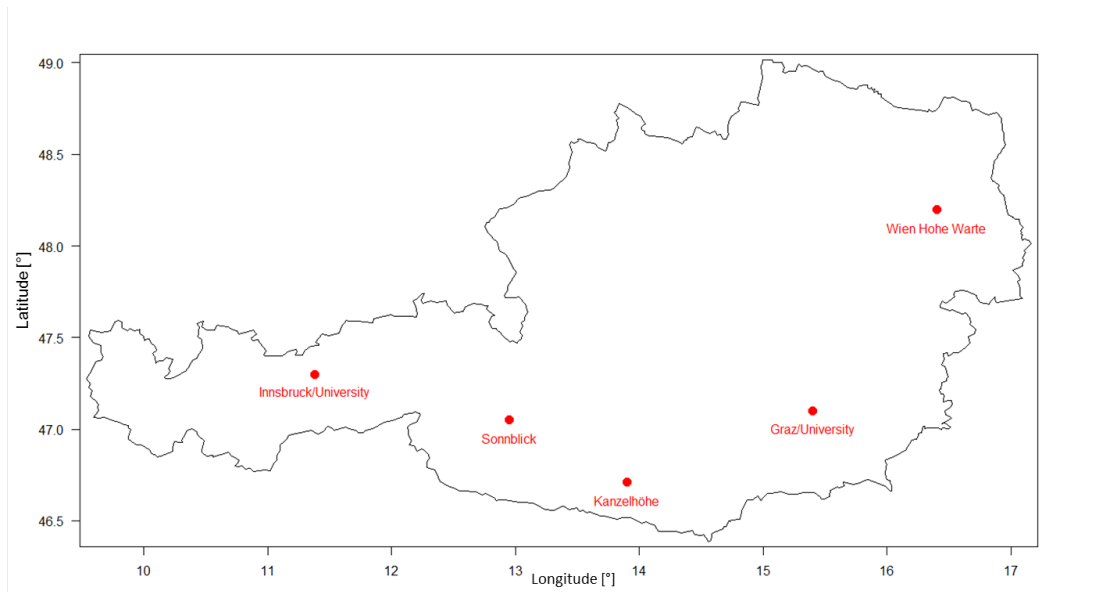 49.0
48.5
48.0
47.5
47.0
46.5
Latitude [°]
Wien Hohe Warte
Innsbruck/University
Sonnblick
Graz/University
Kanzelhöhe
10 11 12 13 14 15 16 17
Longitude [°]